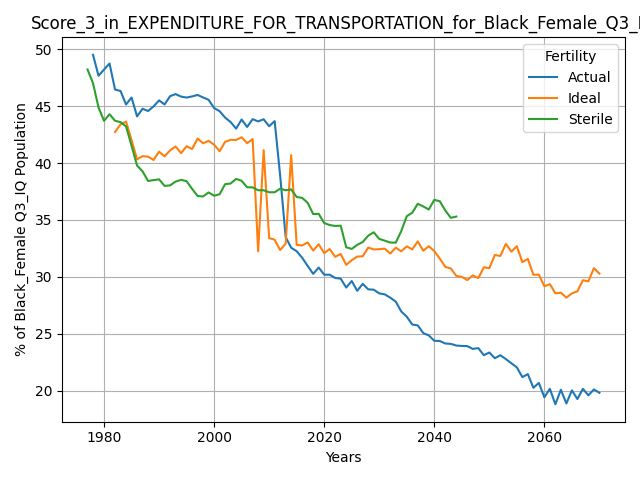 Score_3_in_EXPENDITURE_FOR_TRANSPORTATION_for_Black_Female_Q3_I
50
45
40
35
30
25
20
% of Black_Female Q3_IQ Population
Fertility
Actual
Ideal
Sterile
1980
2000
2020
2040
2060
Years